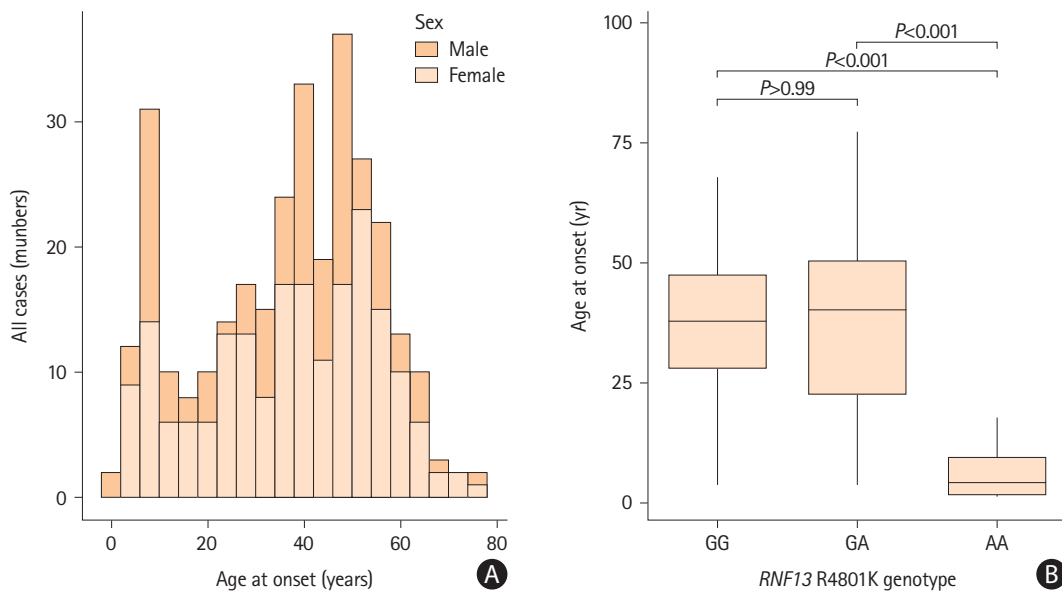 Sex
Male
Female
30
20
10
0
All cases (munbers)
0 20 40 60 80
Age at onset (years)
A
100
75
50
25
0
Age at onset (yr)
P<0.001
P<0.001
P>0.99
GG GA AA
RNF13 R4801K genotype
B